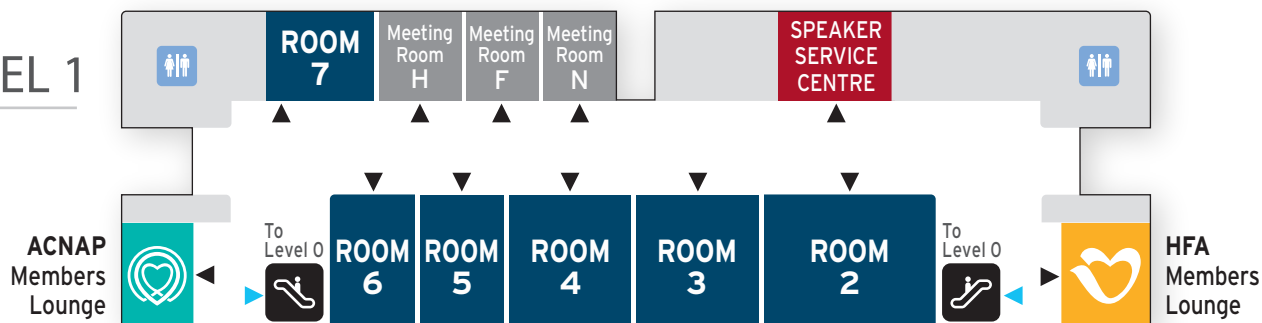 EL 1
ROOM
7
Meeting
Room
H
Meeting
Room
F
Meeting
Room
N
SPEAKER
SERVICE
CENTRE
ACNAP
Members
Lounge
To
Level 0
ROOM
6
ROOM
5
ROOM
4
ROOM
3
ROOM
2
To
Level 0
HFA
Members
Lounge